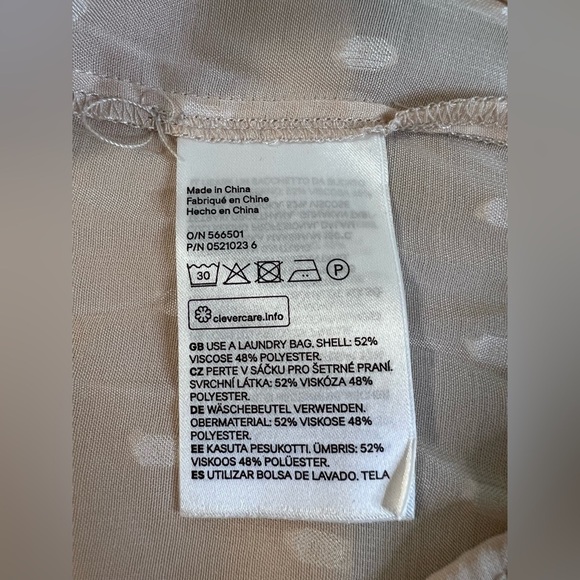 Made in China
Fabriqué en Chine
Hecho en China
O/N 566501
P/N 0521023 6
30 P
clevercare.info
GB USE A LAUNDRY BAG. SHELL: 52%
VISCOSE 48% POLYESTER.
CZ PERTE V SÁČKU PRO ŠETRNÉ PRANÍ.
SVRCHNÍ LÁTKA: 52% VISKÓZA 48%
POLYESTER.
DE WÄSCHEBEUTEL VERWENDEN.
OBERMATERIAL: 52% VISKOSE 48%
POLYESTER.
EE KASUTA PESUKOTTI. ÜMBRIS: 52%
VISKOOS 48% POLÜESTER.
ES UTILIZAR BOLSA DE LAVADO. TELA